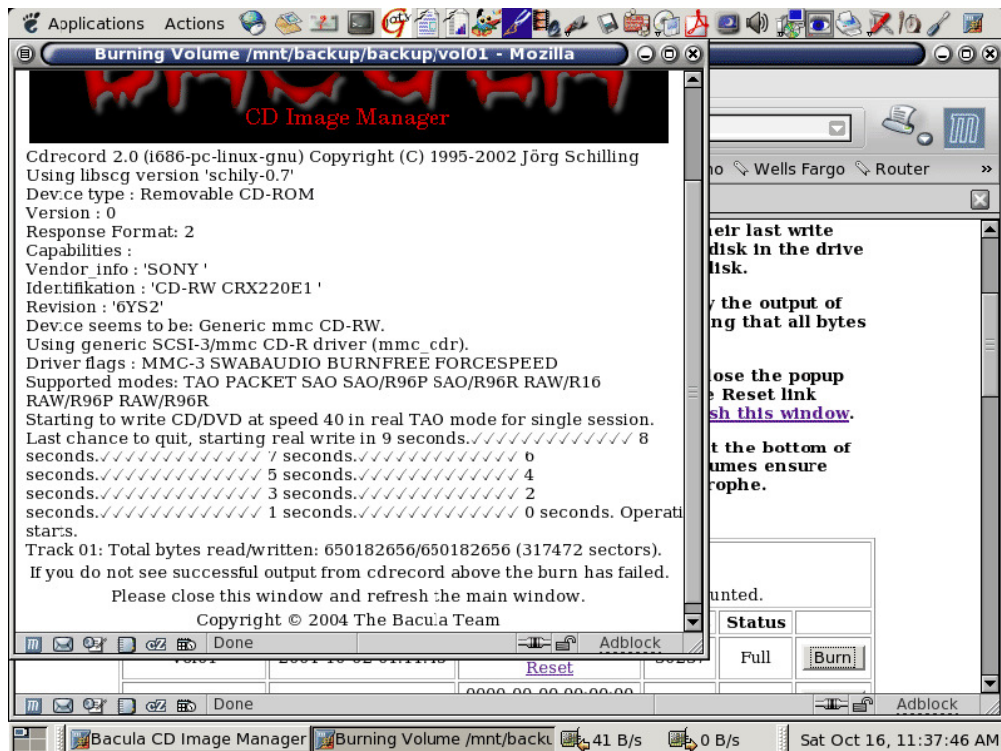 Applications Actions
Burning Volume /mnt/backup/backup/vol01 - Mozilla
CD Image Manager
Cdrecord 2.0 (i686-pc-linux-gnu) Copyright (C) 1995-2002 Jörg Schilling
Using libscg version 'schily-0.7'
Device type : Removable CD-ROM
Version : 0
Response Format: 2
Capabilities :
Vendor_info : 'SONY '
Identifikation : 'CD-RW CRX220E1 '
Revision : '6YS2'
Device seems to be: Generic mmc CD-RW.
Using generic SCSI-3/mmc CD-R driver (mmc_cdr).
Driver flags : MMC-3 SWABAUDIO BURNFREE FORCESPEED
Supported modes: TAO PACKET SAO SAO/R96P SAO/R96R RAW/R16
RAW/R96P RAW/R96R
Starting to write CD/DVD at speed 40 in real TAO mode for single session.
Last chance to quit, starting real write in 9 seconds.✓✓✓✓✓✓✓✓✓✓✓✓✓ 8
seconds.✓✓✓✓✓✓✓✓✓✓✓✓✓ 7 seconds.✓✓✓✓✓✓✓✓✓✓✓✓✓ 6
seconds.✓✓✓✓✓✓✓✓✓✓✓✓✓ 5 seconds.✓✓✓✓✓✓✓✓✓✓✓✓✓ 4
seconds.✓✓✓✓✓✓✓✓✓✓✓✓✓ 3 seconds.✓✓✓✓✓✓✓✓✓✓✓✓✓ 2
seconds.✓✓✓✓✓✓✓✓✓✓✓✓✓ 1 seconds.✓✓✓✓✓✓✓✓✓✓✓✓✓ 0 seconds. Operati
starts.
Track 01: Total bytes read/written: 650182656/650182656 (317472 sectors).
If you do not see successful output from cdrecord above the burn has failed.
Please close this window and refresh the main window.
Copyright © 2004 The Bacula Team
Done Adblock
no Wells Fargo Router »
eir last write
disk in the drive
disk.
the output of
ng that all bytes
lose the popup
Reset link
sh this window.
t the bottom of
umes ensure
rophe.
unted.
Status
Reset Full Burn
Done Adblock
Bacula CD Image Manager Burning Volume /mnt/backu 41 B/s 0 B/s Sat Oct 16, 11:37:46 AM